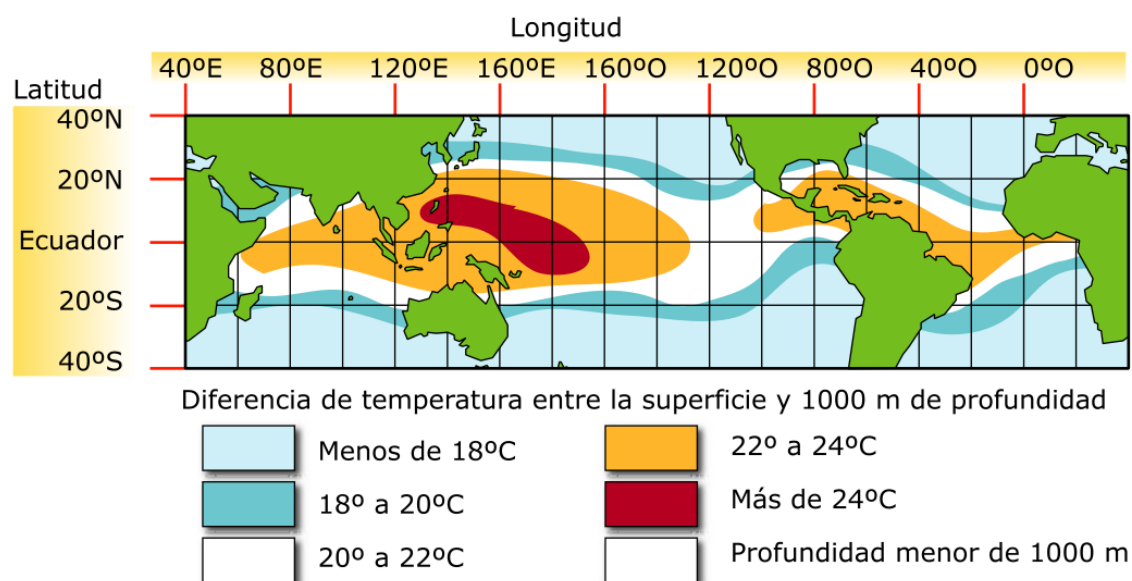 Longitud
40ºE 80ºE 120ºE 160ºE 160ºO 120ºO 80ºO 40ºO 0ºO
Latitud
40ºN
20ºN
Ecuador
20ºS
40ºS
Diferencia de temperatura entre la superficie y 1000 m de profundidad
Menos de 18ºC
22º a 24ºC
18º a 20ºC
Más de 24ºC
20º a 22ºC
Profundidad menor de 1000 m